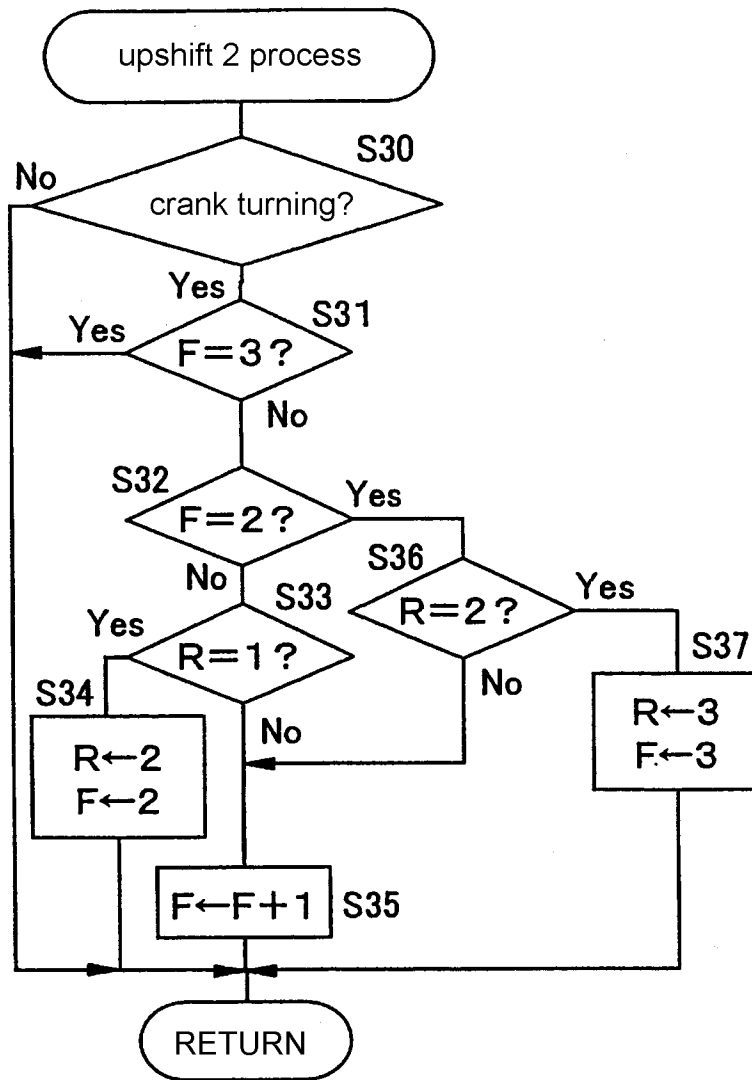 upshift 2 process
S30
No
crank turning?
Yes
S31
Yes
F=3?
No
S32
Yes
F=2?
S36
No
S33
Yes
R=2?
Yes
R=1?
S37
S34
No
No
R←2
F←2
R←3
F←3
F←F+1
S35
RETURN